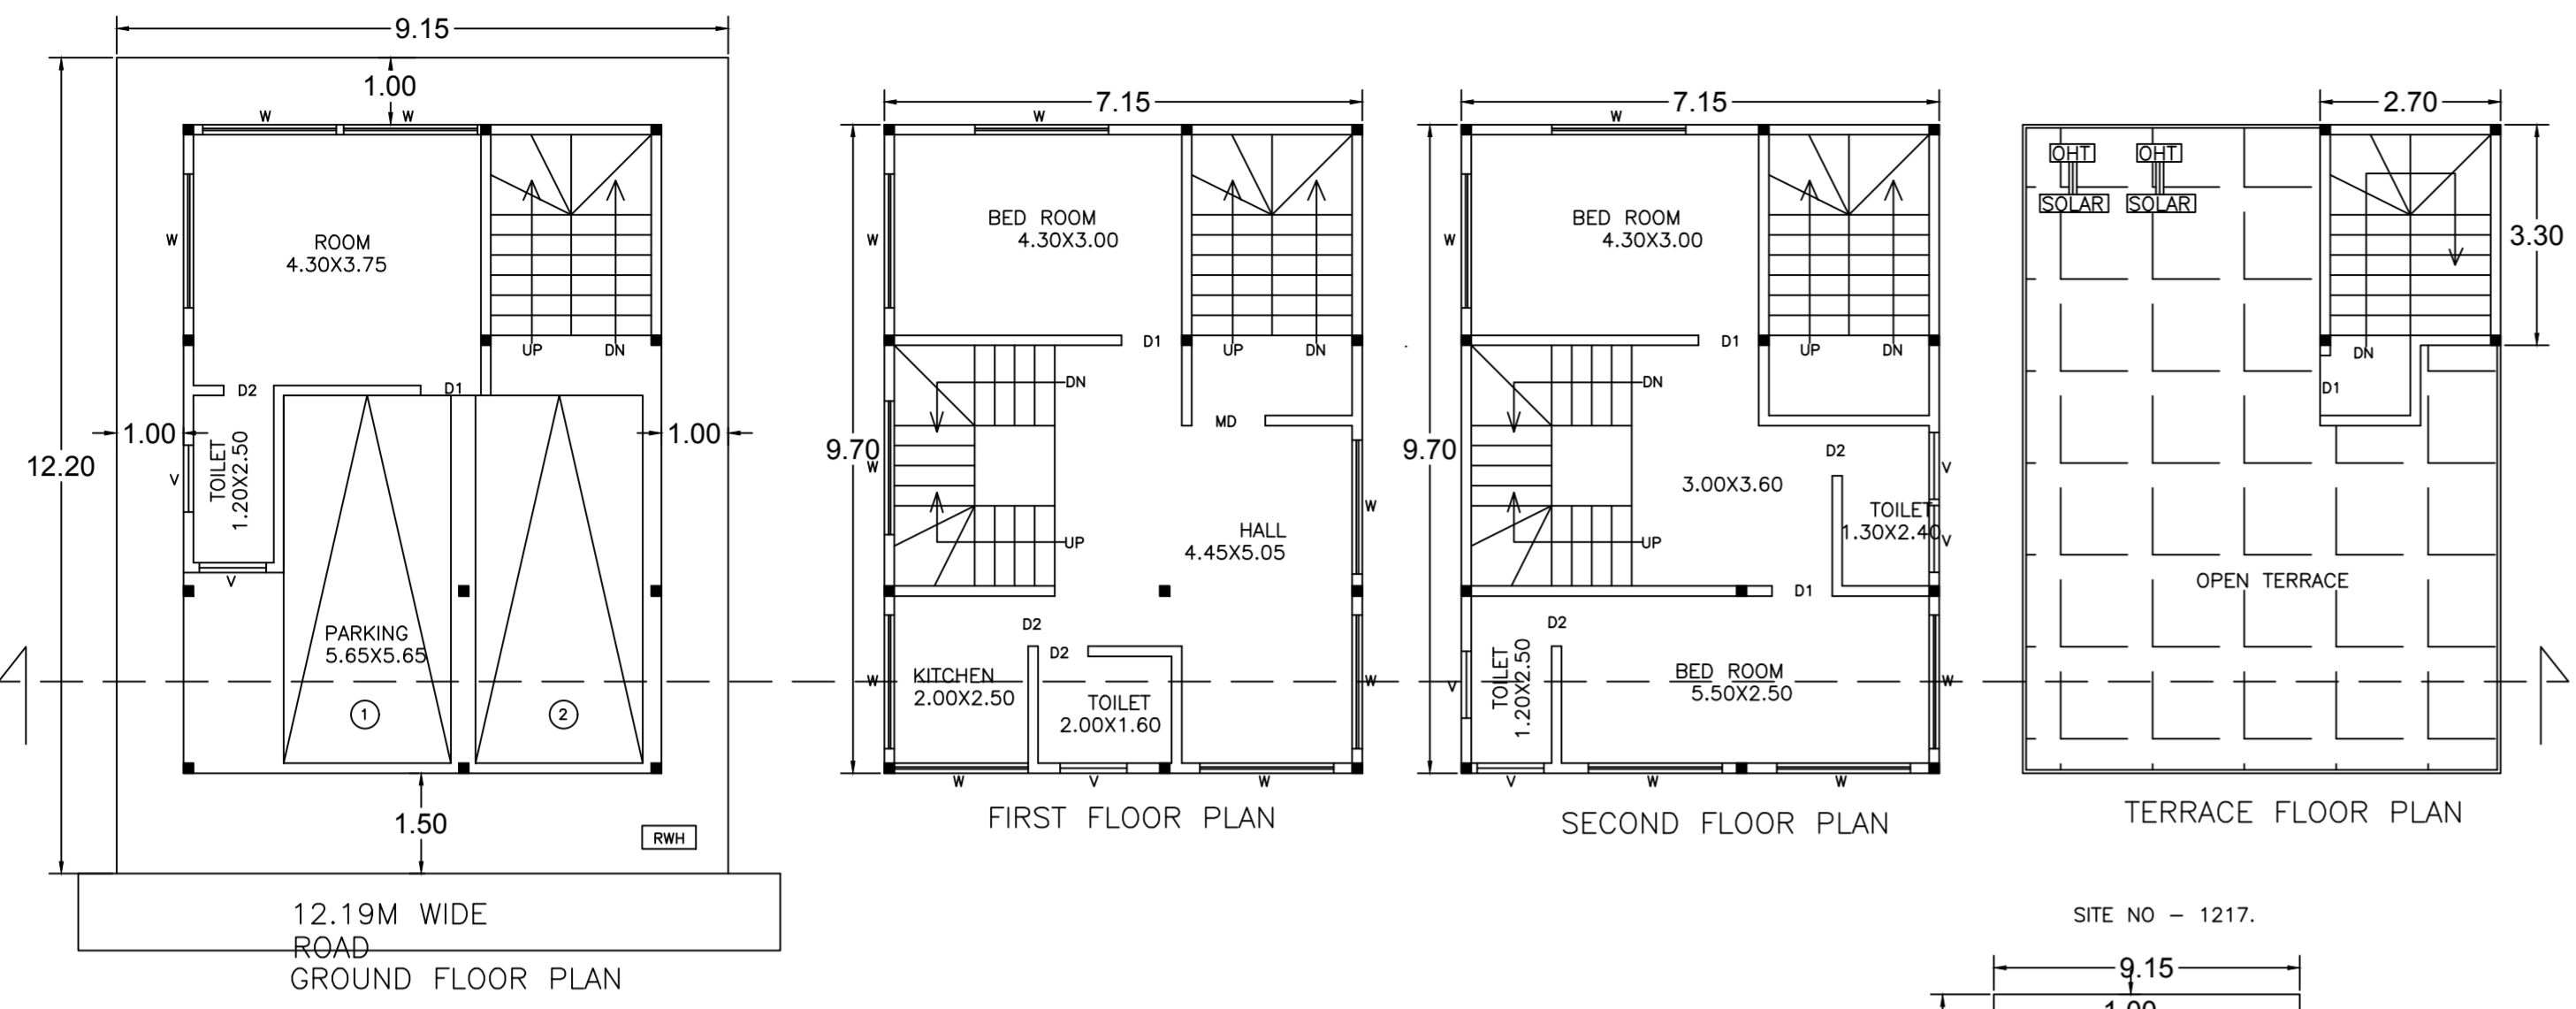 9.15
1.00
W
W
W
ROOM
4.30X3.75
UP
DN
D2
D1
1.00
1.00
12.20
TOILET
1.20X2.50
V
V
PARKING
5.65X5.65
1
2
1.50
RWH
12.19M WIDE
ROAD
GROUND FLOOR PLAN
7.15
W
W
BED ROOM
4.30X3.00
D1
UP
DN
DN
MD
9.70
W
W
HALL
4.45X5.05
UP
D2
D2
W
KITCHEN
2.00X2.50
TOILET
2.00X1.60
W
W
V
W
FIRST FLOOR PLAN
7.15
W
W
BED ROOM
4.30X3.00
D1
UP
DN
DN
9.70
D2
V
3.00X3.60
TOILET
1.30X2.40
V
UP
D1
D2
V
TOILET
1.20X2.50
BED ROOM
5.50X2.50
W
V
W
W
SECOND FLOOR PLAN
2.70
OHT
OHT
SOLAR
SOLAR
3.30
DN
D1
OPEN TERRACE
TERRACE FLOOR PLAN
SITE NO - 1217.
9.15
1.00